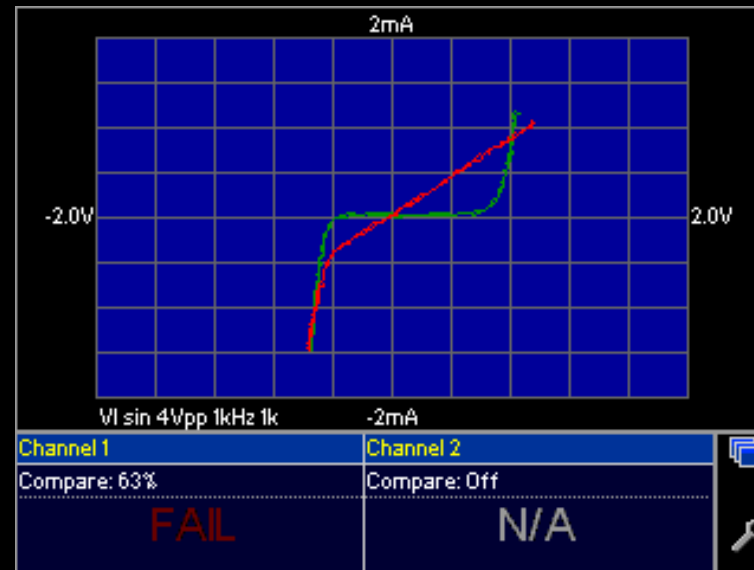 2mA
-2.0V
2.0V
VI sin 4Vpp 1kHz 1k
-2mA
Channel 1
Channel 2
Compare: 63%
Compare: Off
FAIL
N/A